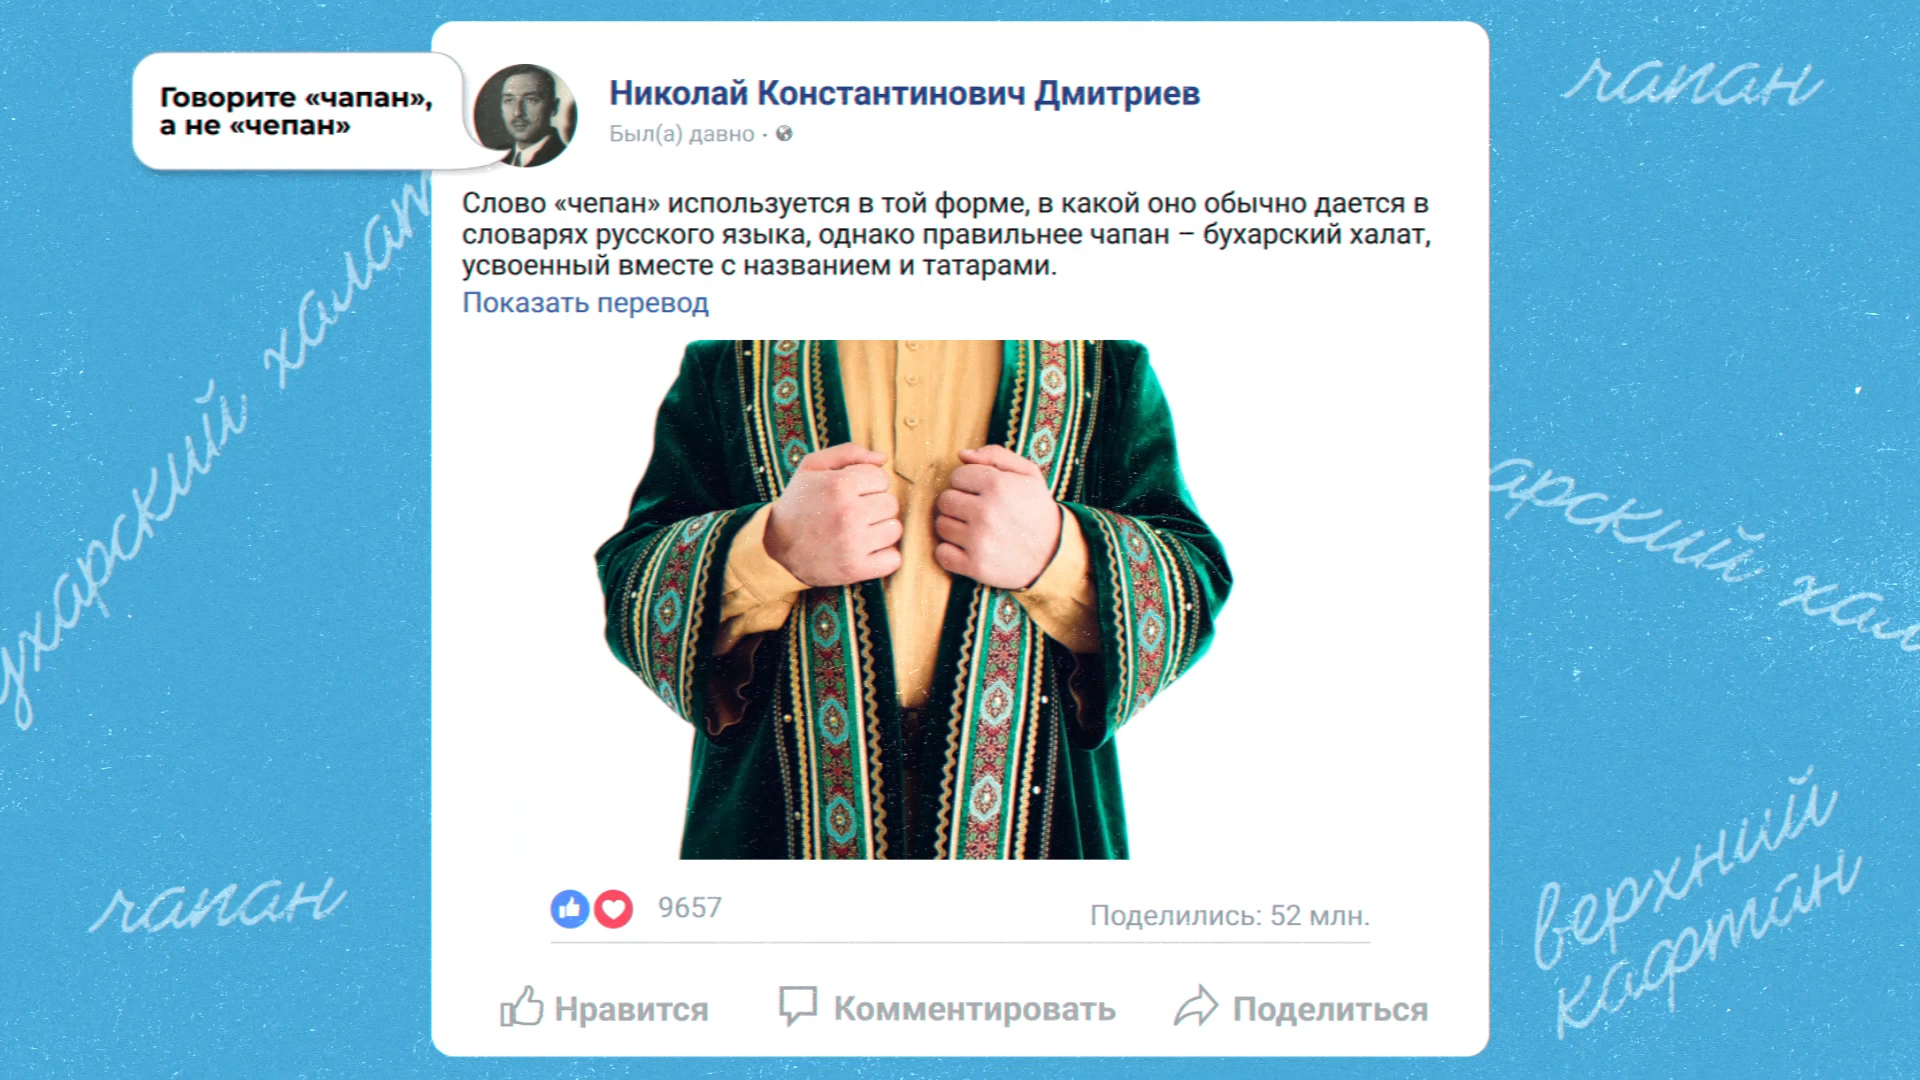 Говорите «чапан»,
а не «чепан»
Николай Константинович Дмитриев
Был(а) давно ·
Слово «чепан» используется в той форме, в какой оно обычно дается в
словарях русского языка, однако правильнее чапан – бухарский халат,
усвоенный вместе с названием и татарами.
Показать перевод
9657
Поделились: 52 млн.
Нравится
Комментировать
Поделиться
чапан
ухарский халат
арский хал
чапан
верхний
кафтан